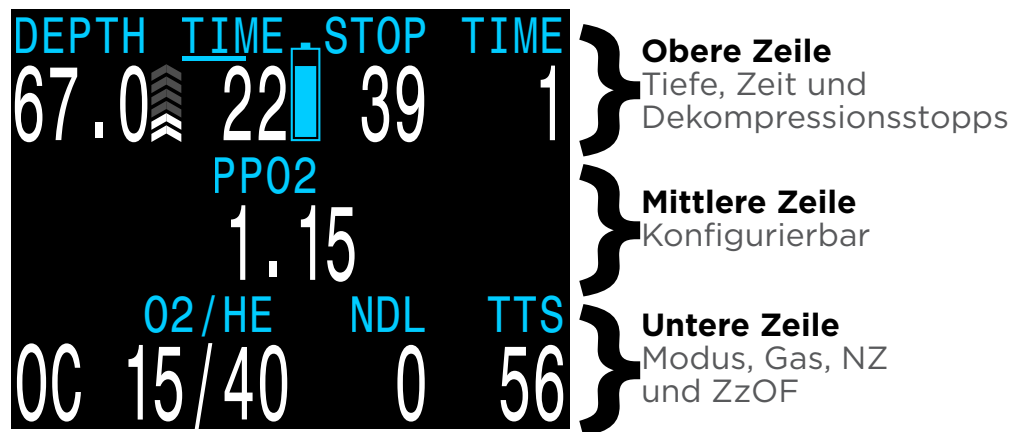 DEPTH TIME STOP TIME
67.0 22 39 1
PPO2
1.15
O2/HE NDL TTS
OC 15/40 0 56
Obere Zeile
Tiefe, Zeit und
Dekompressionsstopps
Mittlere Zeile
Konfigurierbar
Untere Zeile
Modus, Gas, NZ
und ZzOF